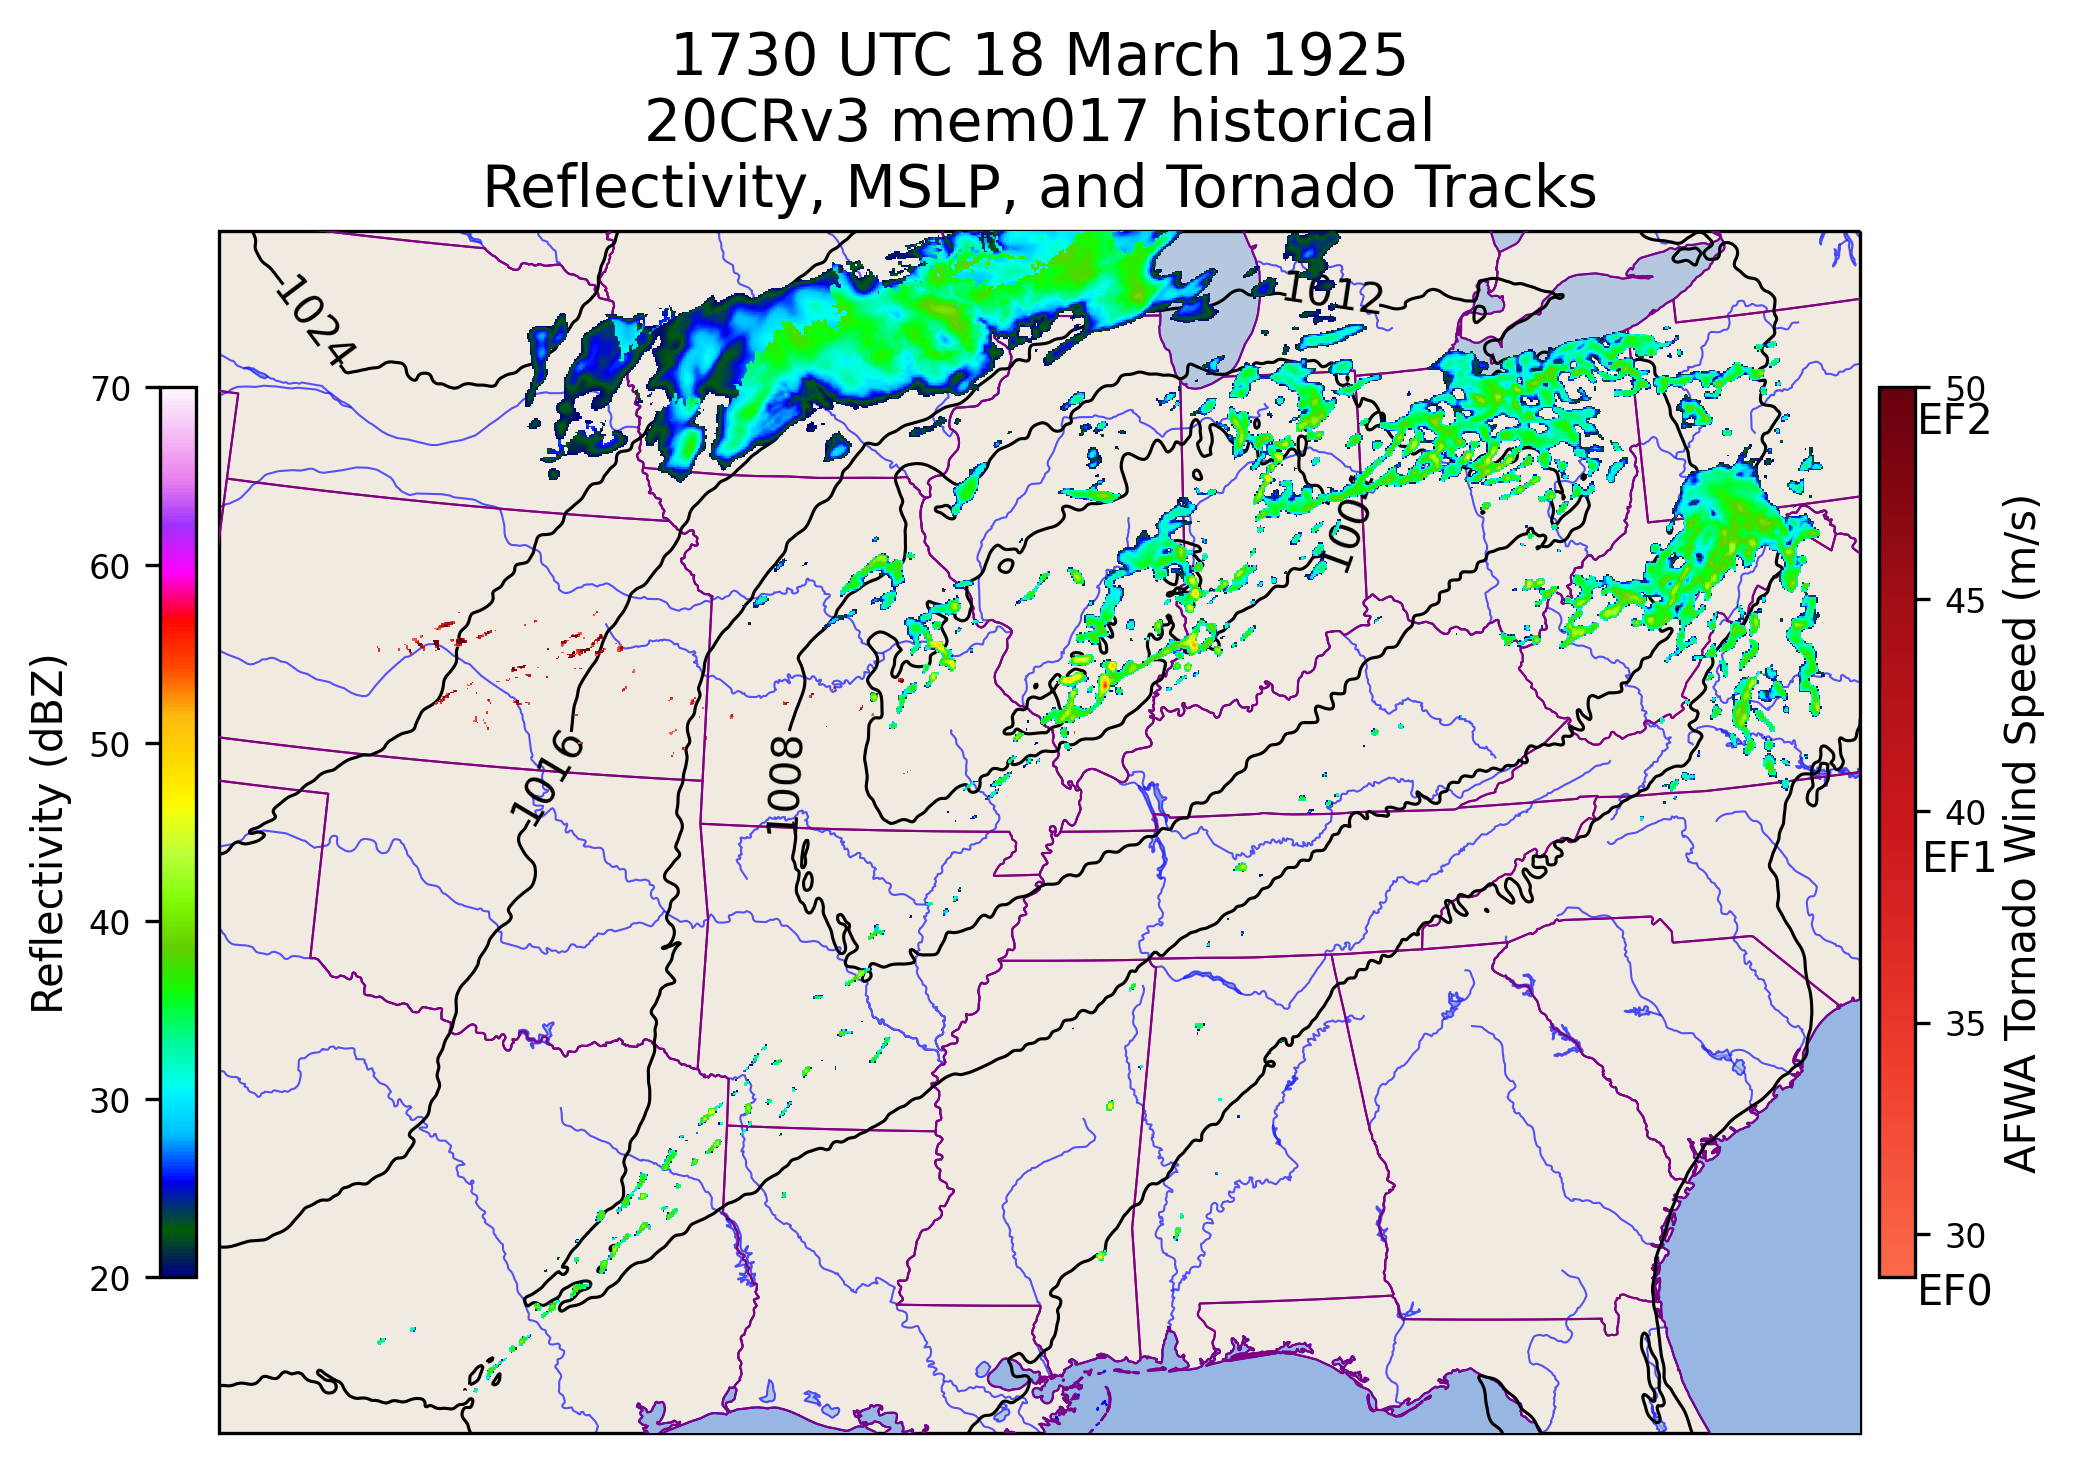 1730 UTC 18 March 1925
20CRv3 mem017 historical
Reflectivity, MSLP, and Tornado Tracks
1024
1012
100
1016
1008
70
60
50
40
30
20
Reflectivity (dBZ)
50
EF2
45
40
EF1
35
30
EF0
AFWA Tornado Wind Speed (m/s)